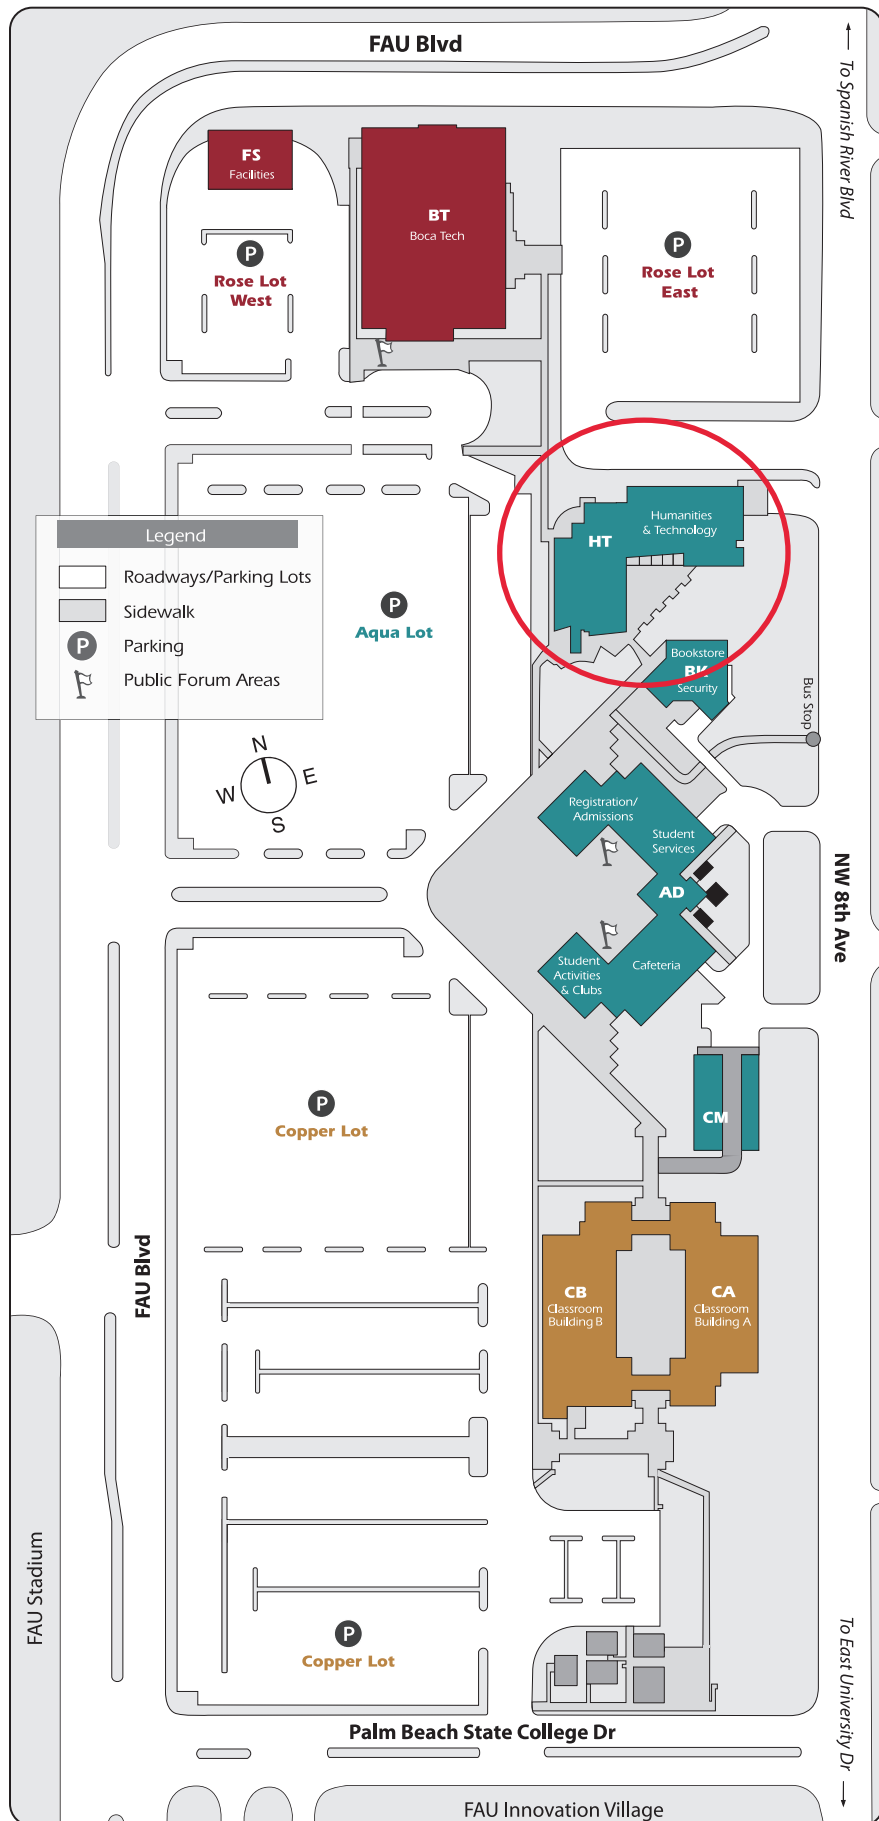 FAU Blvd
To Spanish River Blvd
FS
Facilities
BT
Boca Tech
P
Rose Lot
West
P
Rose Lot
East
Humanities
& Technology
HT
Legend
Roadways/Parking Lots
Sidewalk
P
Parking
Public Forum Areas
P
Aqua Lot
Bookstore
BK
Security
Bus Stop
N
E
W
S
Registration/
Admissions
Student
Services
AD
NW 8th Ave
Student
Activities
& Clubs
Cafeteria
P
Copper Lot
CM
FAU Blvd
CB
Classroom
Building B
CA
Classroom
Building A
FAU Stadium
P
Copper Lot
To East University Dr
Palm Beach State College Dr
FAU Innovation Village